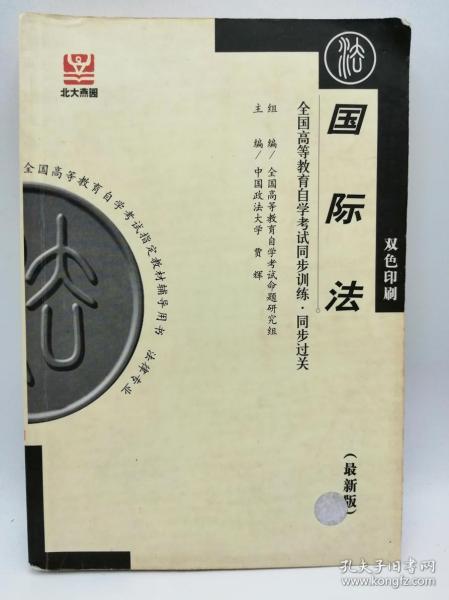 北大燕园
法
国际法
双色印刷
全国高等教育自学考试同步训练·同步过关
组 编/全国高等教育自学考试命题研究组
主 编/中国政法大学 贾 辉
全国高等教育自学考试指定教材辅导用书 法律专业
法
(最新版)
孔夫子旧书网
www.kongfz.com